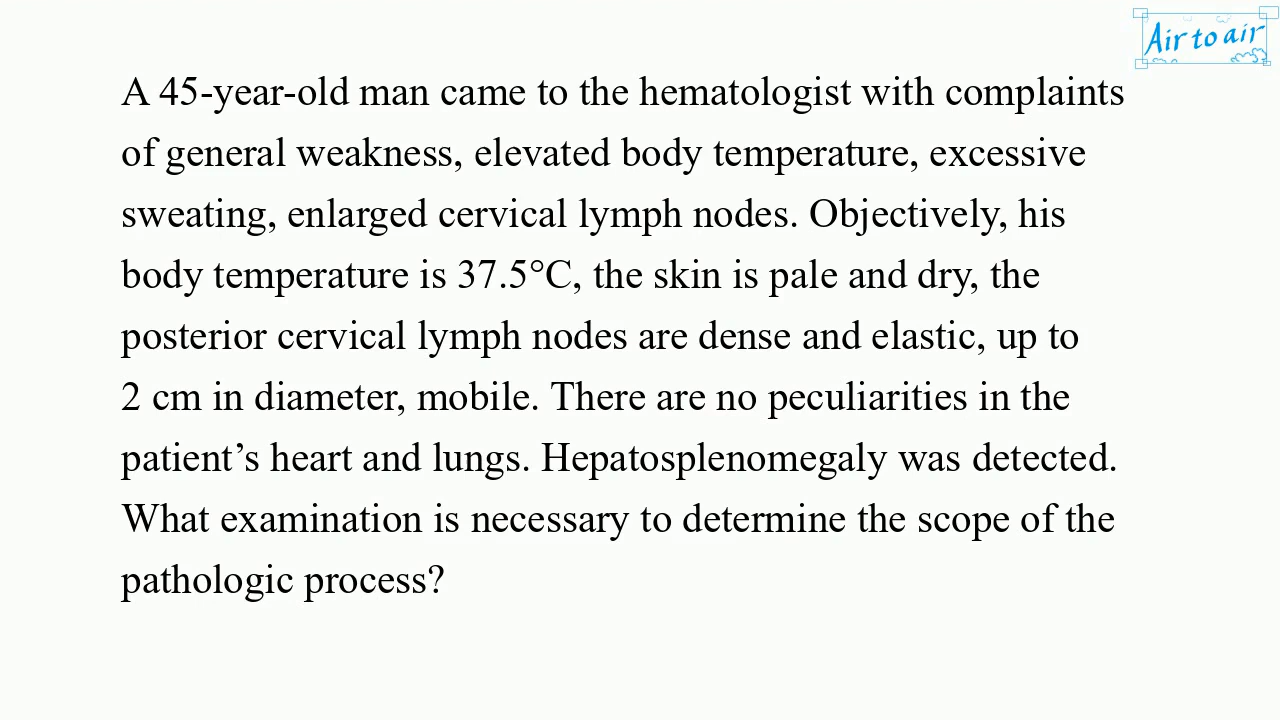 Air to air
A 45-year-old man came to the hematologist with complaints
of general weakness, elevated body temperature, excessive
sweating, enlarged cervical lymph nodes. Objectively, his
body temperature is 37.5°C, the skin is pale and dry, the
posterior cervical lymph nodes are dense and elastic, up to
2 cm in diameter, mobile. There are no peculiarities in the
patient’s heart and lungs. Hepatosplenomegaly was detected.
What examination is necessary to determine the scope of the
pathologic process?